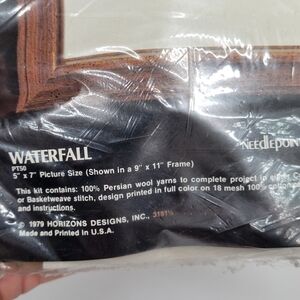 WATERFALL
NEEDLEPOIN
PT50
5" x 7" Picture Size (Shown in a 9" x 11" Frame)
This kit contains: 100% Persian wool yarns to complete project in either
or Basketweave stitch, design printed in full color on 18 mesh 100%
and instructions.
© 1979 HORIZONS DESIGNS, INC.,
Made and Printed in U.S.A.